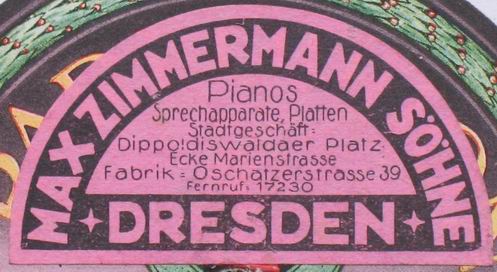 MAX ZIMMERMANN SÖHNE
Pianos
Sprechapparate, Platten
Stadtgeschäft:
Dippoldiswaldaer Platz
Ecke Marienstrasse
Fabrik: Oschatzerstrasse 39
Fernruf: 17230
DRESDEN